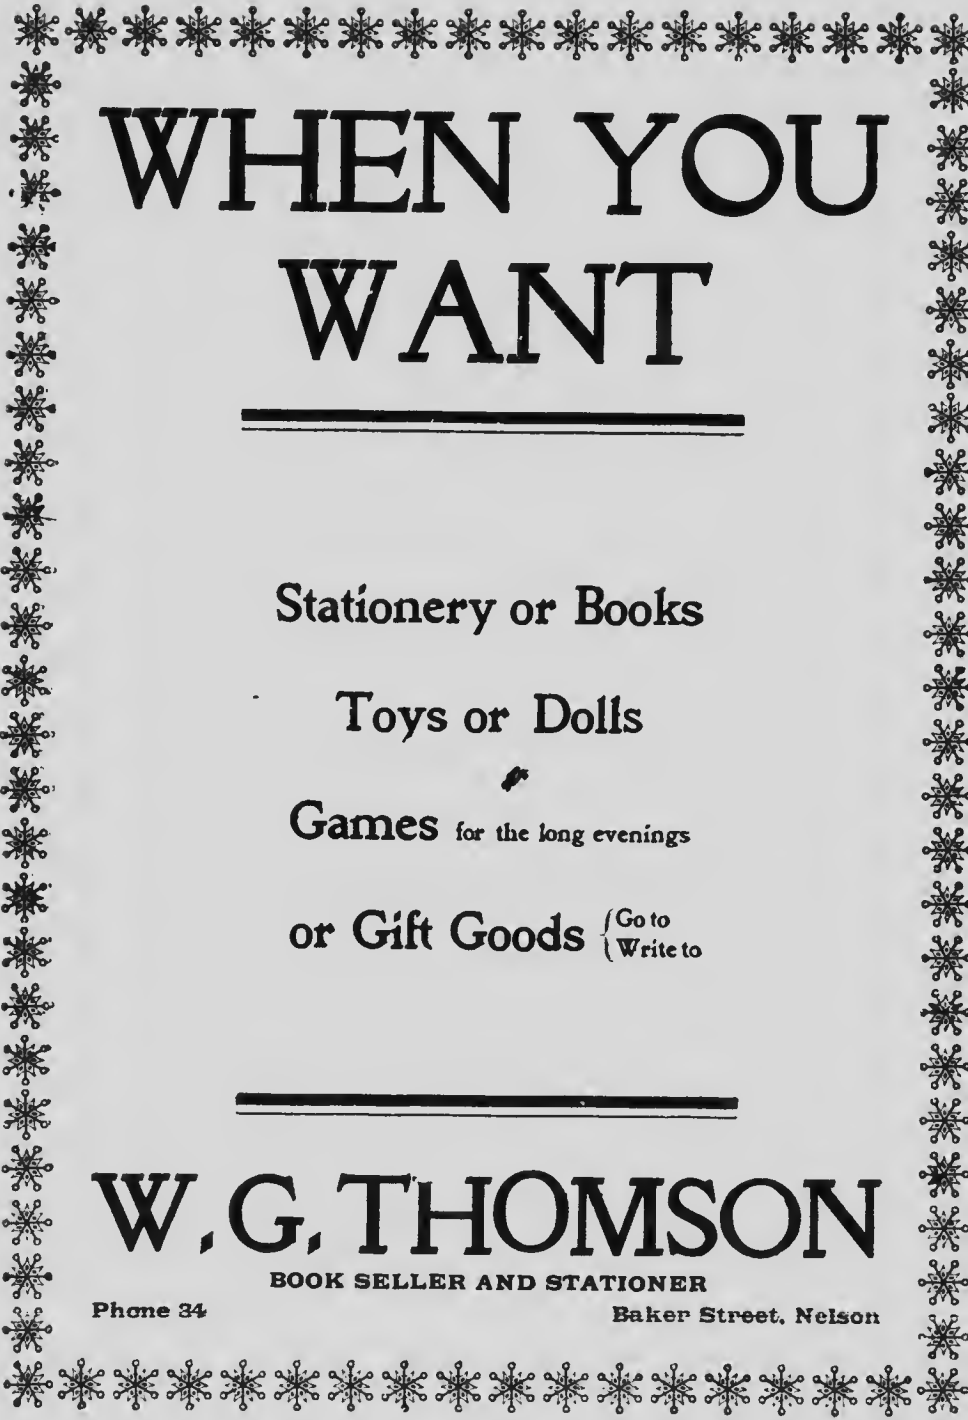 WHEN YOU
WANT
Stationery or Books
Toys or Dolls
Games for the long evenings
or Gift Goods { Go to
Write to
W. G. THOMSON
BOOK SELLER AND STATIONER
Phone 34
Baker Street, Nelson